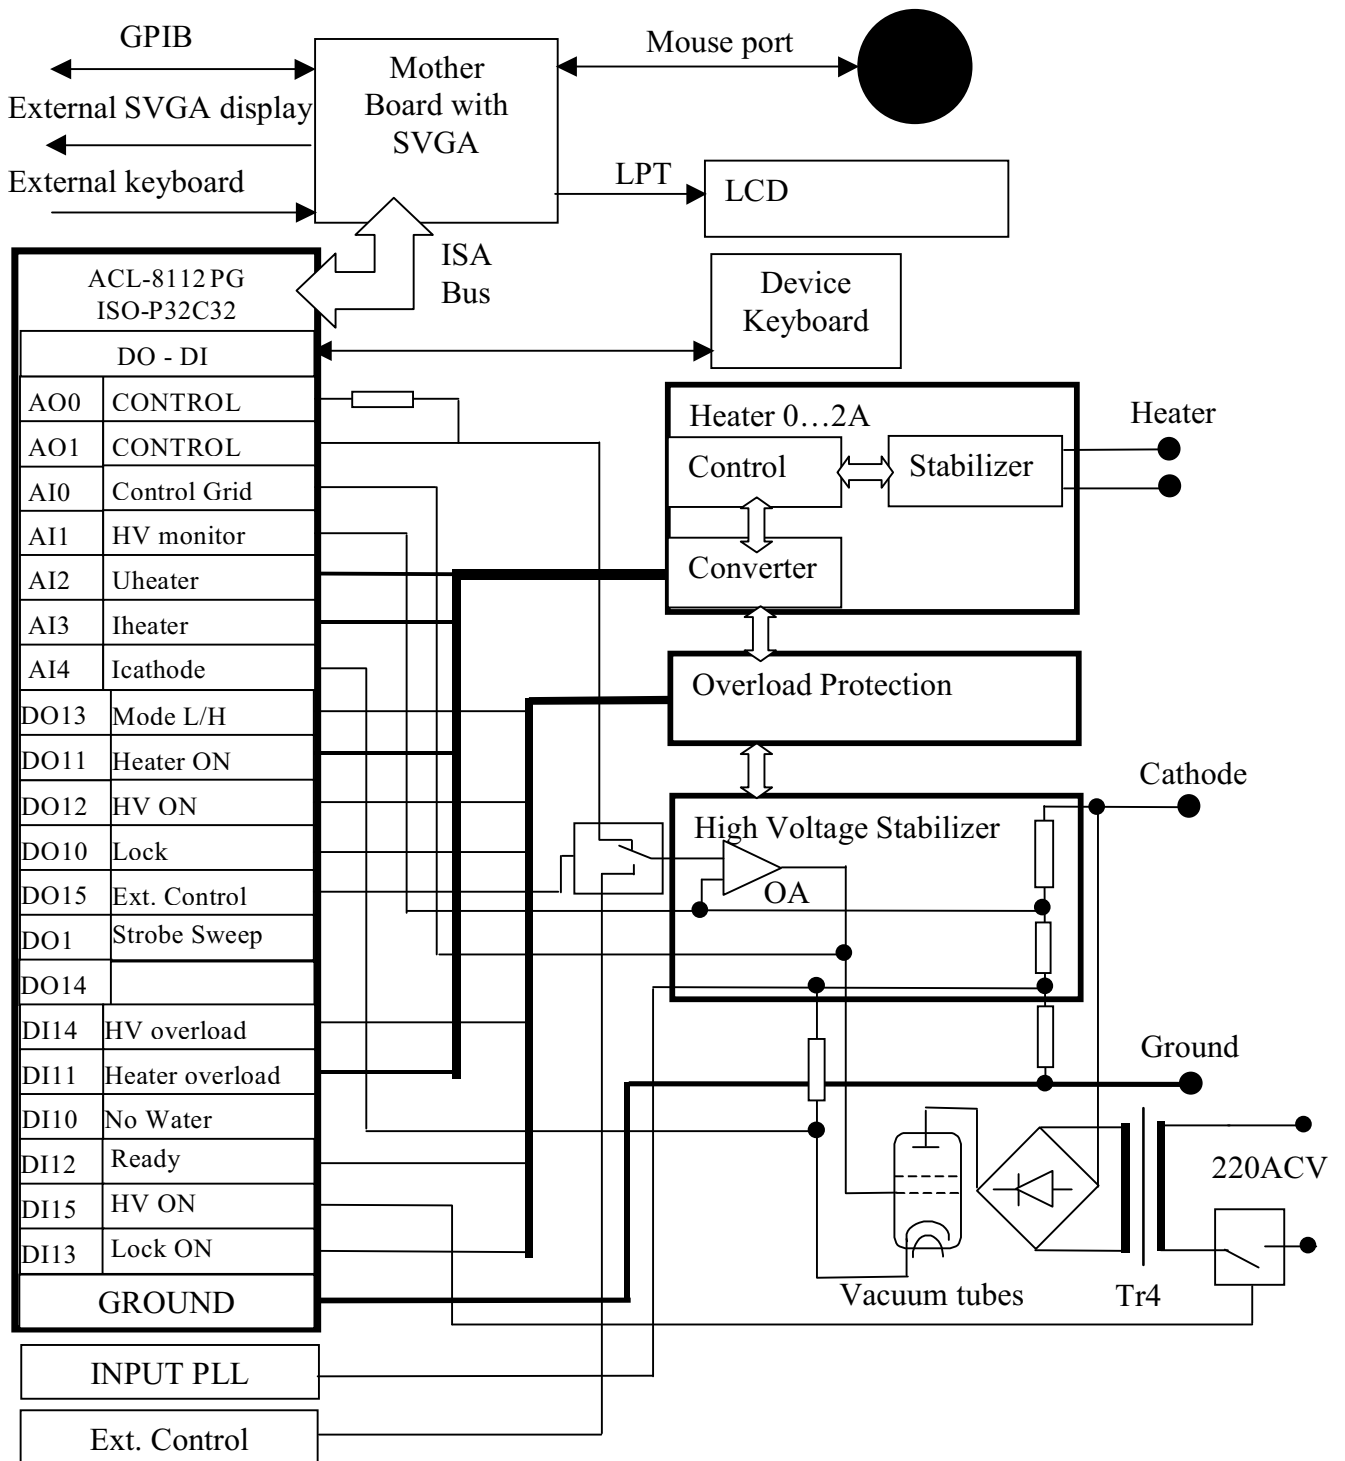 GPIB
External SVGA display
External keyboard
Mother
Board with
SVGA
Mouse port
LPT
LCD
ISA
Bus
Device
Keyboard
ACL-8112 PG
ISO-P32C32
DO - DI
AO0 CONTROL
AO1 CONTROL
AI0 Control Grid
AI1 HV monitor
AI2 Uheater
AI3 Iheater
AI4 Icathode
DO13 Mode L/H
DO11 Heater ON
DO12 HV ON
DO10 Lock
DO15 Ext. Control
DO1 Strobe Sweep
DO14
DI14 HV overload
DI11 Heater overload
DI10 No Water
DI12 Ready
DI15 HV ON
DI13 Lock ON
GROUND
INPUT PLL
Ext. Control
Heater 0…2A
Control
Stabilizer
Converter
Heater
Overload Protection
High Voltage Stabilizer
OA
Cathode
Ground
220ACV
Vacuum tubes
Tr4